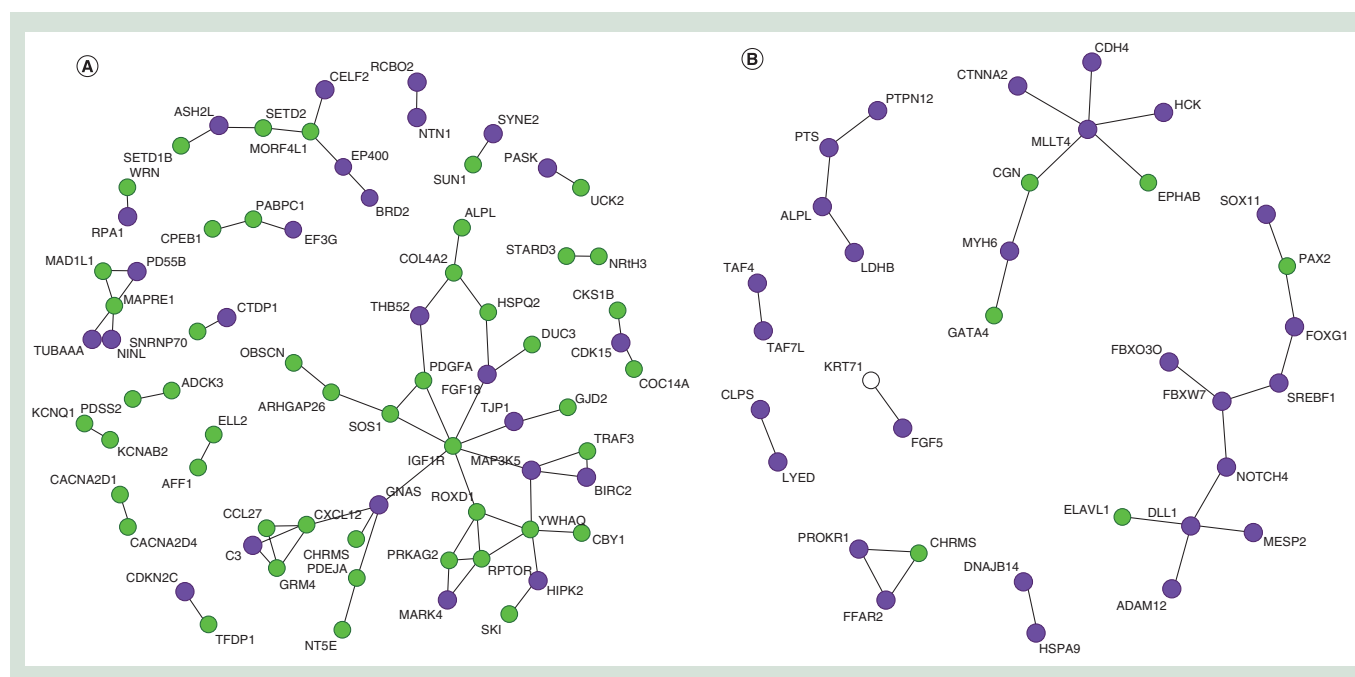 A
RCBO2
CELF2
ASH2L
SETD2
MORF4L1
NTN1
SYNE2
SETD1B
WRN
EP400
SUN1
PASK
UCK2
BRD2
RPA1
CPEB1
PABPC1
EF3G
ALPL
STARD3
NRtH3
COL4A2
MAD1L1
PD55B
MAPRE1
TUBAAA
NINL
CTDP1
SNRNP70
THB52
HSPQ2
CKS1B
CDK15
COC14A
DUC3
OBSCN
PDGFA
FGF18
ARHGAP26
SOS1
TJP1
GJD2
ADCK3
PDSS2
KCNQ1
KCNAB2
ELL2
AFF1
IGF1R
MAP3K5
TRAF3
BIRC2
CACNA2D1
CACNA2D4
GNAS
ROXD1
CCL27
CXCL12
C3
GRM4
CHRMS
PDEJA
YWHAQ
CBY1
PRKAG2
RPTOR
MARK4
HIPK2
SKI
CDKN2C
TFDP1
NT5E
B
CDH4
CTNNA2
HCK
MLLT4
PTPN12
PTS
CGN
EPHAB
ALPL
LDHB
MYH6
GATA4
SOX11
PAX2
FOXG1
TAF4
TAF7L
KRT71
FGF5
FBXO3O
FBXW7
SREBF1
CLPS
LYED
NOTCH4
ELAVL1
DLL1
MESP2
ADAM12
PROKR1
CHRMS
FFAR2
DNAJB14
HSPA9